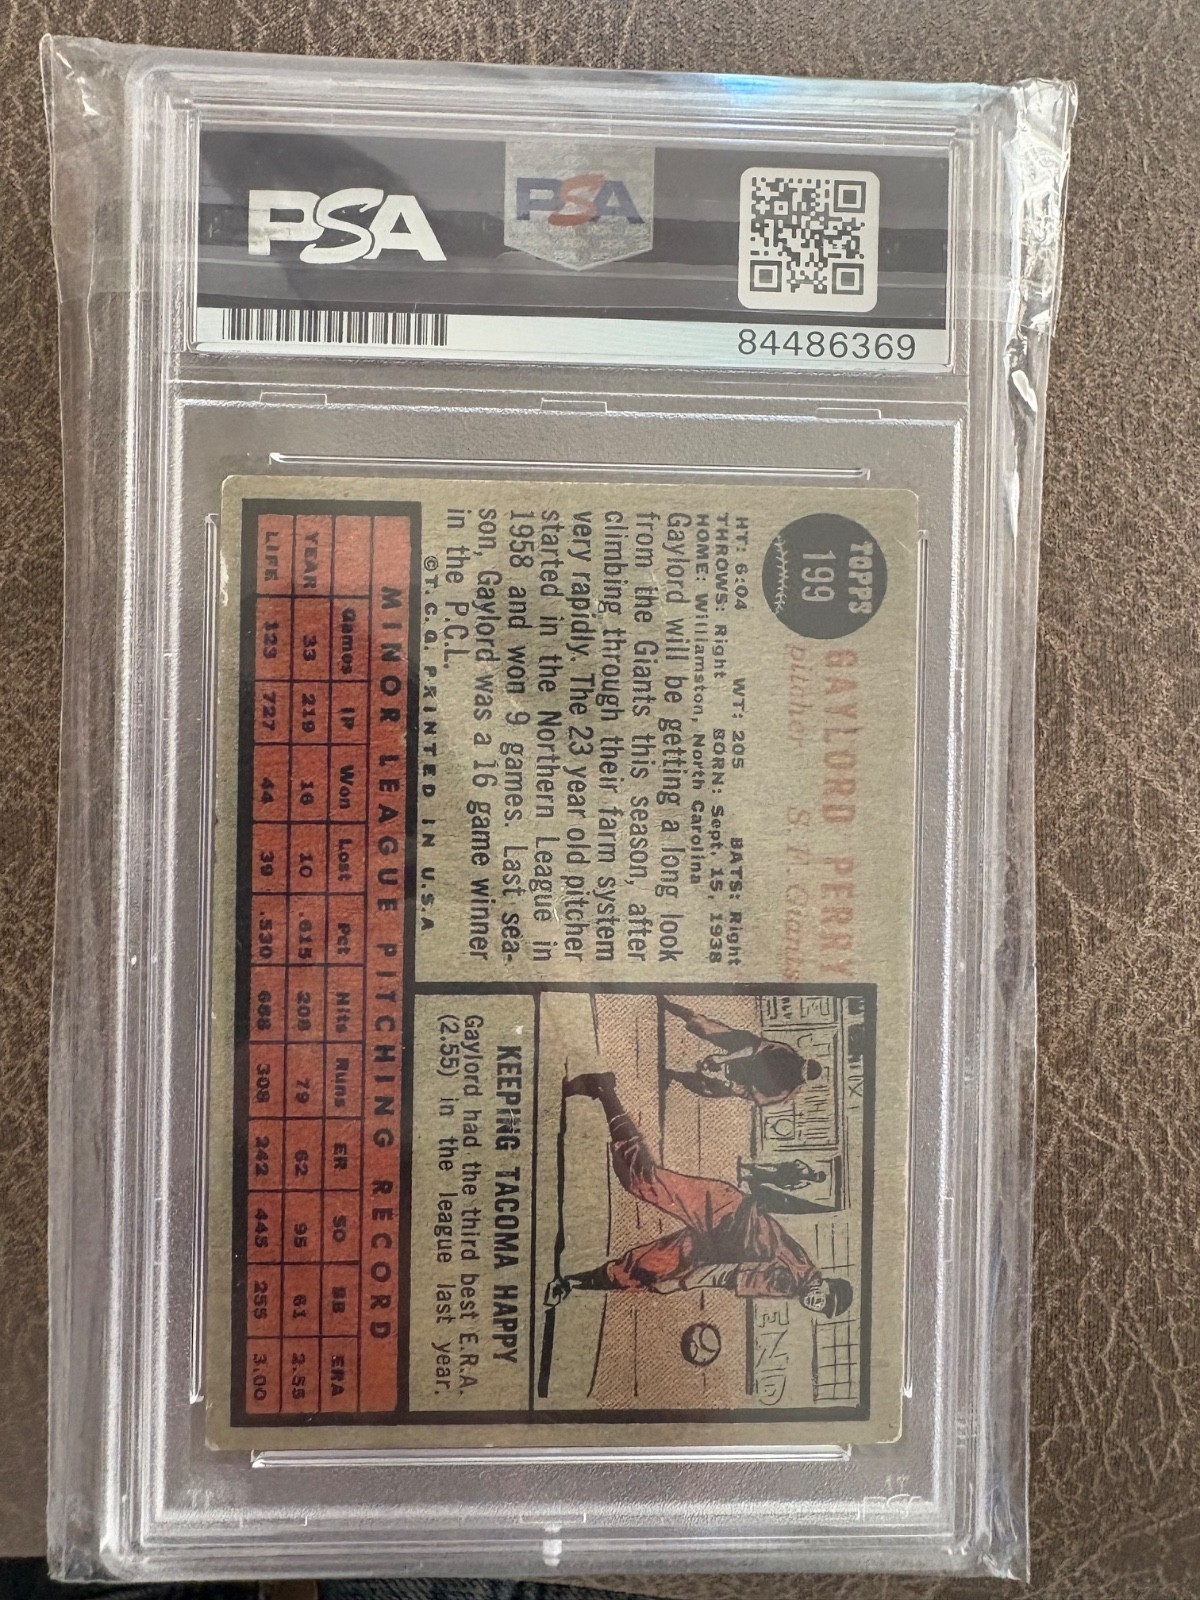 PSA
PSA
84486369
TOPPS
199
GAYLORD PERRY
pitcher S. F. Giants
HT: 6:04 WT: 205 BATS: Right
THROWS: Right BORN: Sept, 15, 1938
HOME: Williamston, North Carolina
Gaylord will be getting a long look
from the Giants this season, after
climbing through their farm system
very rapidly. The 23 year old pitcher
started in the Northern League in
1958 and won 9 games. Last sea-
son, Gaylord was a 16 game winner
in the P.C.L.
©T. C. G. PRINTED IN U.S.A
KEEPING TACOMA HAPPY
Gaylord had the third best E.R.A.
(2.55) in the league last year.
MINOR LEAGUE PITCHING RECORD
Games IP Won Lost Pct Hits Runs ER SO BB ERA
YEAR 33 219 16 10 .615 208 79 62 95 61 2.55
LIFE 123 727 44 39 .530 668 308 242 445 255 3.00